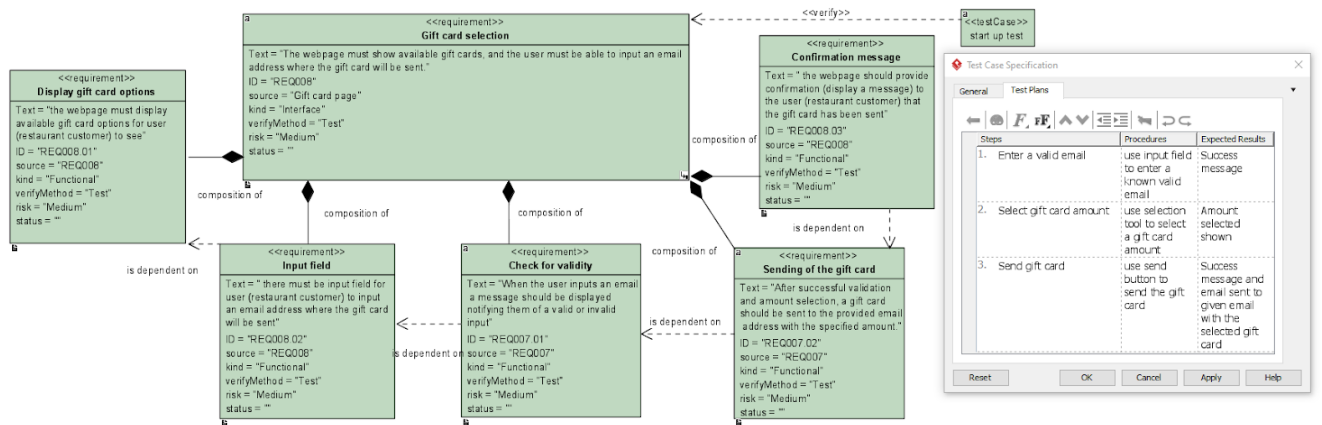 <<verify>>
a
<<requirement>>
Gift card selection
Text = "The webpage must show available gift cards, and the user must be able to input an email
address where the gift card will be sent."
ID = "REQ008"
source = "Gift card page"
kind = "Interface"
verifyMethod = "Test"
risk = "Medium"
status = ""
a
<<testCase>>
start up test
<<requirement>>
Display gift card options
Text = "the webpage must display
available gift card options for user
(restaurant customer) to see"
ID = "REQ008.01"
source = "REQ008"
kind = "Functional"
verifyMethod = "Test"
risk = "Medium"
status = ""
<<requirement>>
Confirmation message
Text = " the webpage should provide
confirmation (display a message) to
the user (restaurant customer) that
the gift card has been sent"
ID = "REQ008.03"
source = "REQ008"
kind = "Functional"
verifyMethod = "Test"
risk = "Medium"
status = ""
composition of
composition of
composition of
composition of
composition of
is dependent on
is dependent on
is dependent on
is dependent on
<<requirement>>
Input field
Text = " there must be input field for
user (restaurant customer) to input
an email address where the gift card
will be sent"
ID = "REQ008.02"
source = "REQ008"
kind = "Functional"
verifyMethod = "Test"
risk = "Medium"
status = ""
a
<<requirement>>
Check for validity
Text = "When the user inputs an email
a message should be displayed
notifying them of a valid or invalid
input"
ID = "REQ007.01"
source = "REQ007"
kind = "Functional"
verifyMethod = "Test"
risk = "Medium"
status = ""
a
<<requirement>>
Sending of the gift card
Text = "After successful validation
and amount selection, a gift card
should be sent to the provided email
address with the specified amount."
ID = "REQ007.02"
source = "REQ007"
kind = "Functional"
verifyMethod = "Test"
risk = "Medium"
status = ""
Test Case Specification
General Test Plans
Steps Procedures Expected Results
1. Enter a valid email
use input field
to enter a
known valid
email
Success
message
2. Select gift card amount
use selection
tool to select
a gift card
amount
Amount
selected
shown
3. Send gift card
use send
button to
send the gift
card
Success
message and
email sent to
given email
with the
selected gift
card
Reset OK Cancel Apply Help